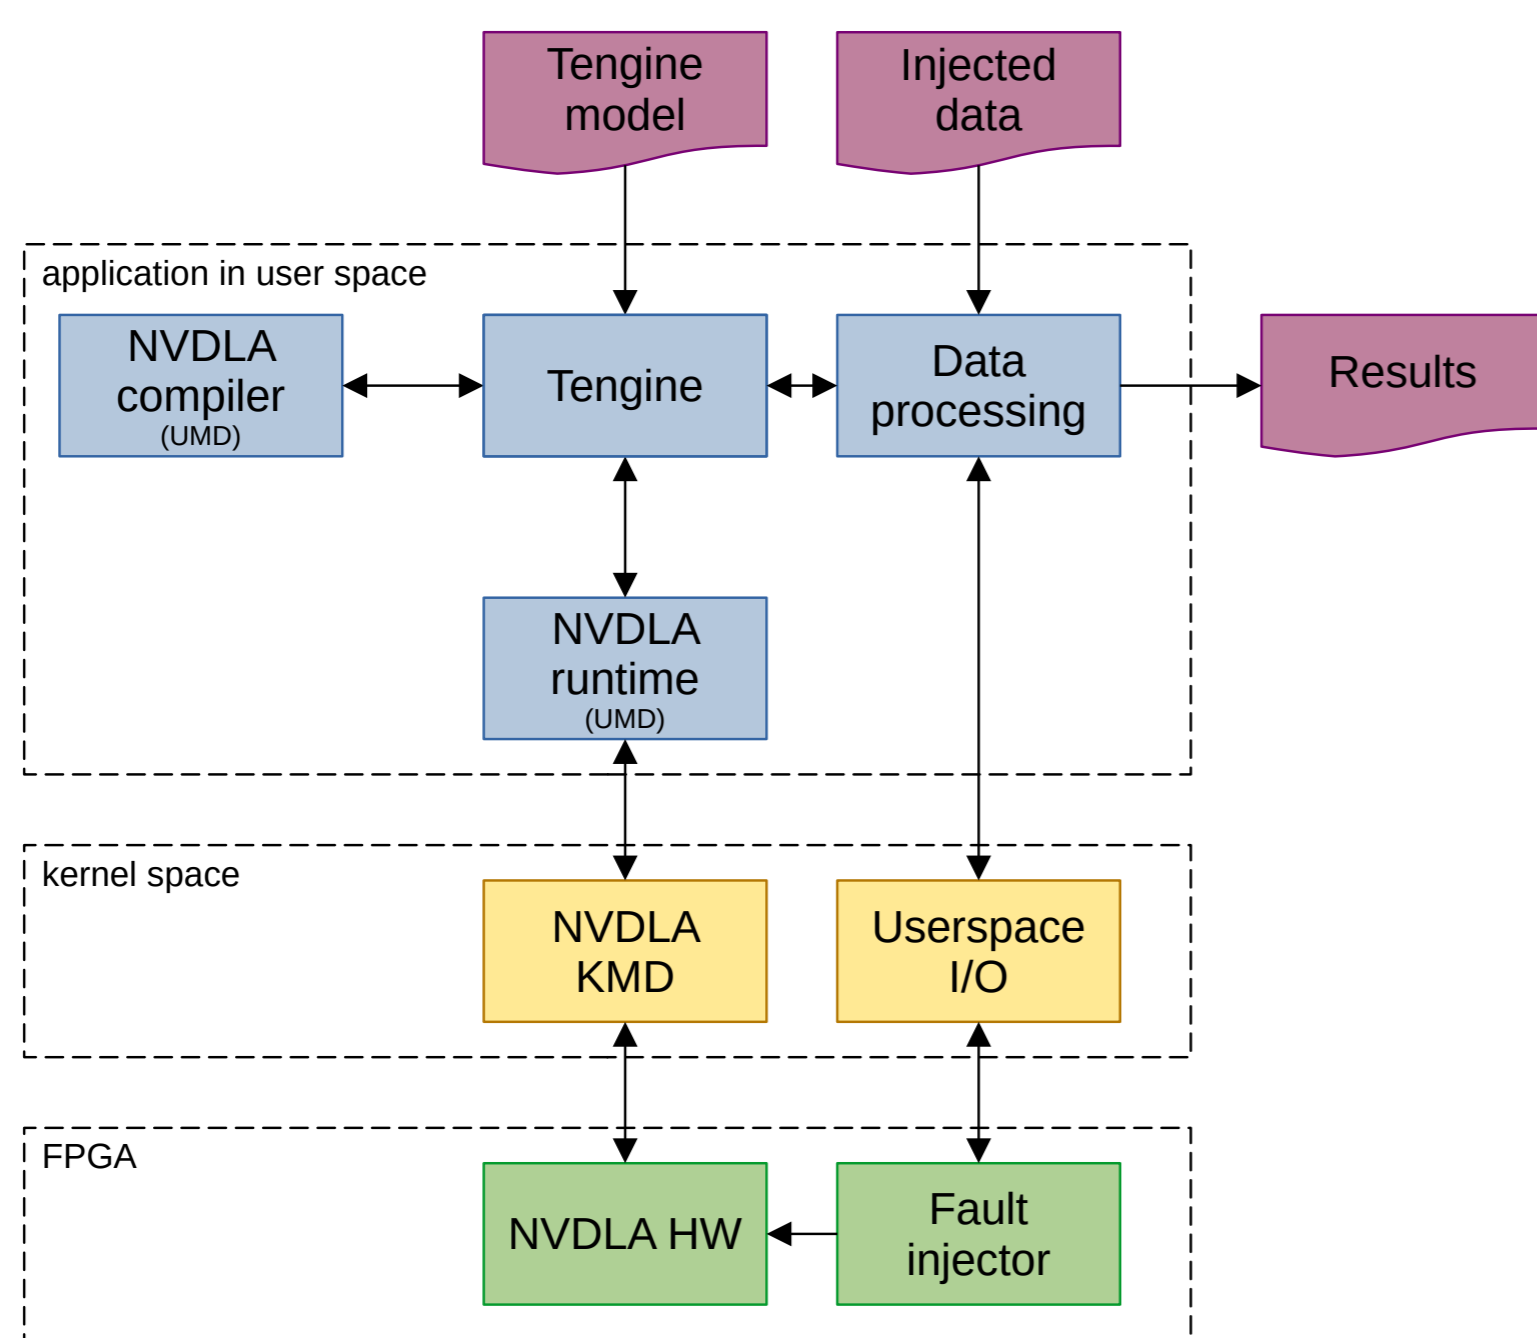 Tengine
model
Injected
data
application in user space
NVDLA
compiler
(UMD)
Tengine
Data
processing
Results
NVDLA
runtime
(UMD)
kernel space
NVDLA
KMD
Userspace
I/O
FPGA
NVDLA HW
Fault
injector